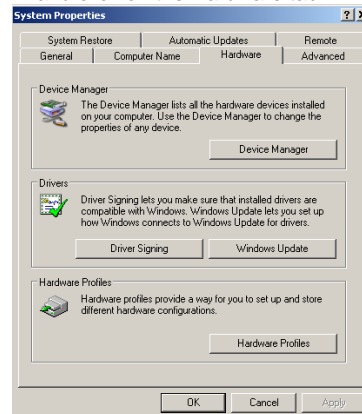 System Properties
System Restore Automatic Updates Remote
General Computer Name Hardware Advanced
Device Manager
The Device Manager lists all the hardware devices installed
on your computer. Use the Device Manager to change the
properties of any device.
Device Manager
Drivers
Driver Signing lets you make sure that installed drivers are
compatible with Windows. Windows Update lets you set up
how Windows connects to Windows Update for drivers.
Driver Signing Windows Update
Hardware Profiles
Hardware profiles provide a way for you to set up and store
different hardware configurations.
Hardware Profiles
OK Cancel Apply